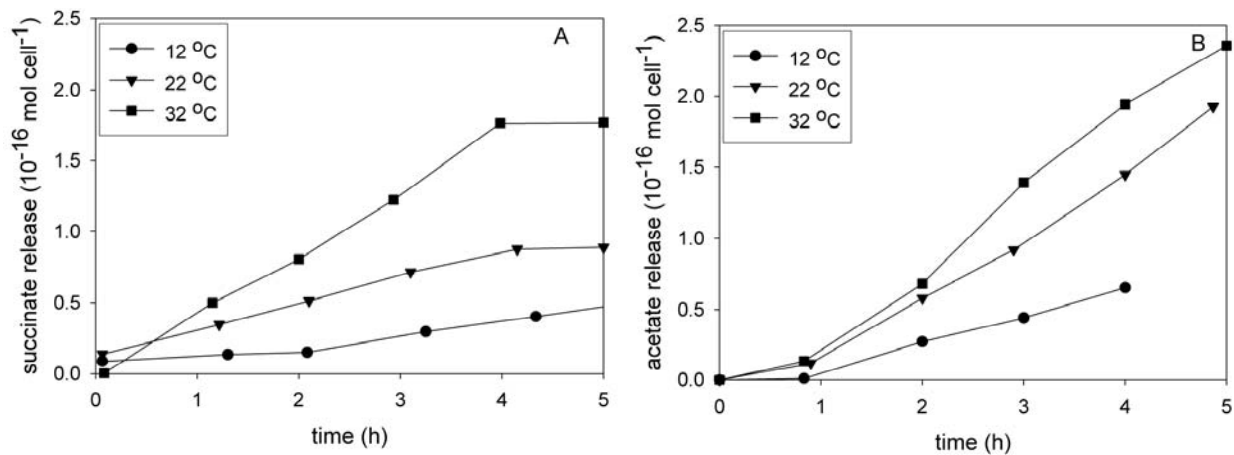 A
12 °C
22 °C
32 °C
succinate release (10⁻¹⁶ mol cell⁻¹)
2.5
2.0
1.5
1.0
0.5
0.0
0 1 2 3 4 5
time (h)
B
12 °C
22 °C
32 °C
acetate release (10⁻¹⁶ mol cell⁻¹)
2.5
2.0
1.5
1.0
0.5
0.0
0 1 2 3 4 5
time (h)